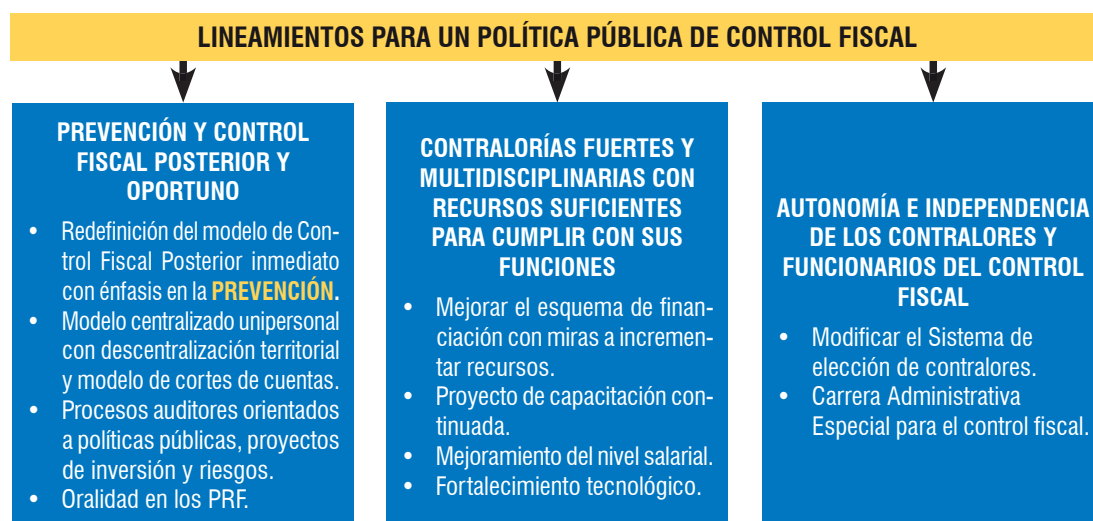 LINEAMIENTOS PARA UN POLÍTICA PÚBLICA DE CONTROL FISCAL
PREVENCIÓN Y CONTROL
FISCAL POSTERIOR Y
OPORTUNO
• Redefinición del modelo de Con-
trol Fiscal Posterior inmediato
con énfasis en la PREVENCIÓN.
• Modelo centralizado unipersonal
con descentralización territorial
y modelo de cortes de cuentas.
• Procesos auditores orientados
a políticas públicas, proyectos
de inversión y riesgos.
• Oralidad en los PRF.
CONTRALORÍAS FUERTES Y
MULTIDISCIPLINARIAS CON
RECURSOS SUFICIENTES
PARA CUMPLIR CON SUS
FUNCIONES
• Mejorar el esquema de finan-
ciación con miras a incremen-
tar recursos.
• Proyecto de capacitación con-
tinuada.
• Mejoramiento del nivel salarial.
• Fortalecimiento tecnológico.
AUTONOMÍA E INDEPENDENCIA
DE LOS CONTRALORES Y
FUNCIONARIOS DEL CONTROL
FISCAL
• Modificar el Sistema de
elección de contralores.
• Carrera Administrativa
Especial para el control fiscal.